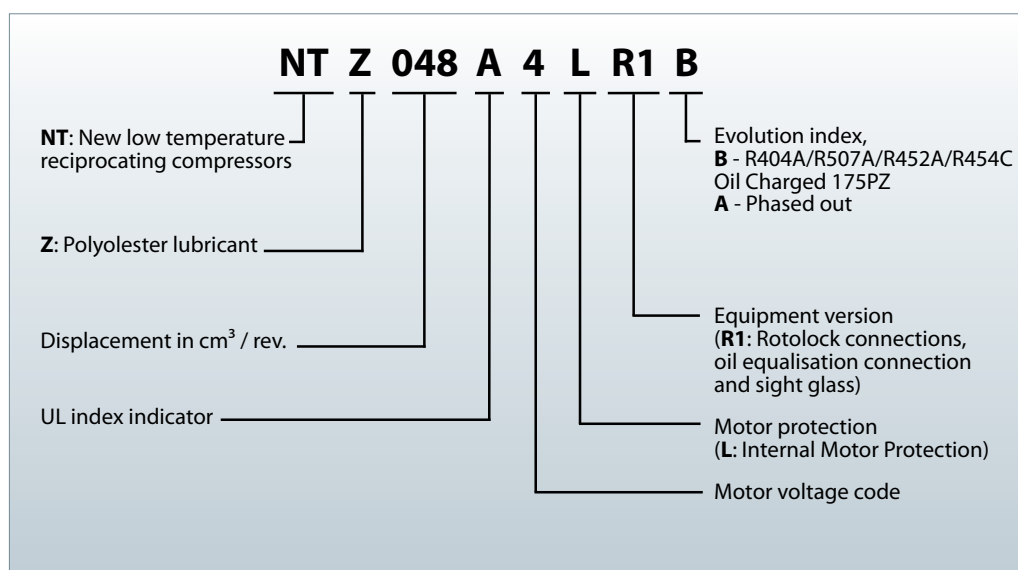 NT Z 048 A 4 L R1 B
NT: New low temperature
reciprocating compressors
Z: Polyolester lubricant
Displacement in cm³ / rev.
UL index indicator
Evolution index,
B - R404A/R507A/R452A/R454C
Oil Charged 175PZ
A - Phased out
Equipment version
(R1: Rotolock connections,
oil equalisation connection
and sight glass)
Motor protection
(L: Internal Motor Protection)
Motor voltage code